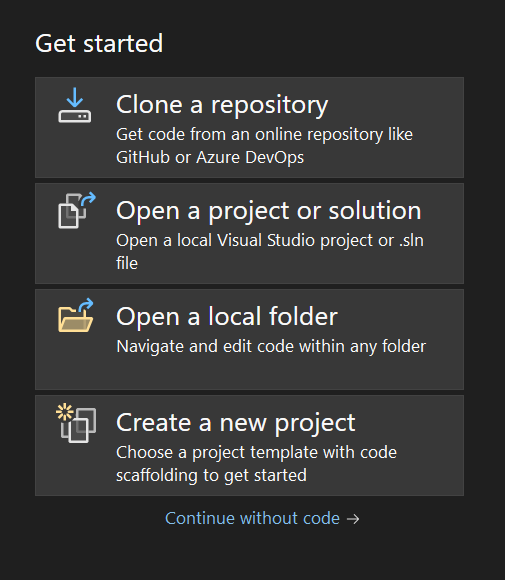 Get started
Clone a repository
Get code from an online repository like
GitHub or Azure DevOps
Open a project or solution
Open a local Visual Studio project or .sln
file
Open a local folder
Navigate and edit code within any folder
Create a new project
Choose a project template with code
scaffolding to get started
Continue without code →